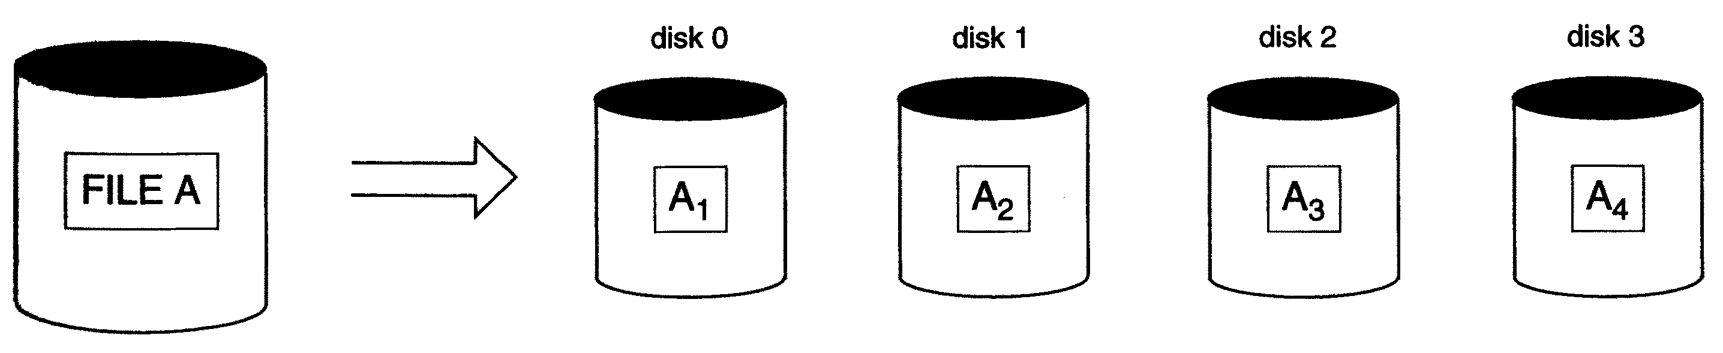 disk 0
disk 1
disk 2
disk 3
FILE A
A1
A2
A3
A4